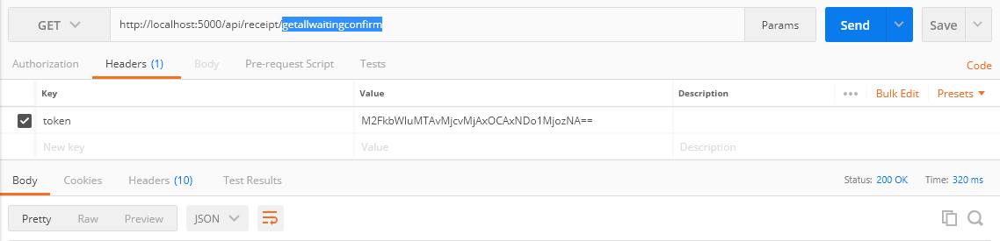 GET http://localhost:5000/api/receipt/getallwaitingconfirm Params Send Save
Authorization Headers (1) Body Pre-request Script Tests Code
Key Value Description Bulk Edit Presets
token M2FkbWluMTAvMjcvMjAxOCAxNDo1MjozNA==
New key Value Description
Body Cookies Headers (10) Test Results Status: 200 OK Time: 320 ms
Pretty Raw Preview JSON